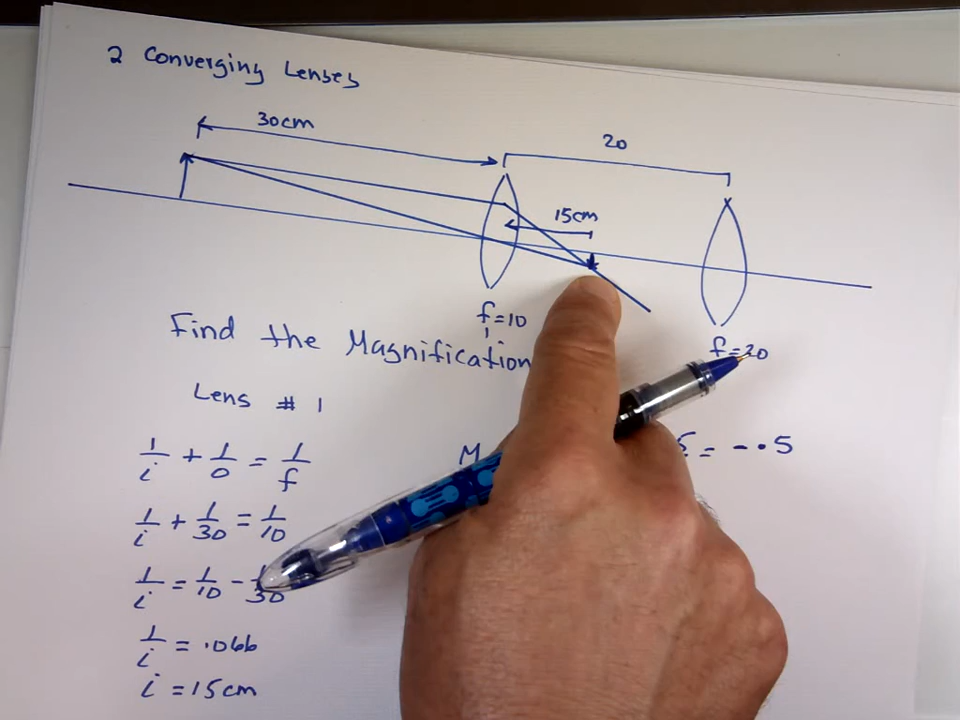 2 Converging Lenses
30cm
20
15cm
f1=10
f=20
Find the Magnification
Lens # 1
1/i + 1/o = 1/f
M = -.5
1/i + 1/30 = 1/10
1/i = 1/10 - 1/30
1/i = .066
i = 15cm